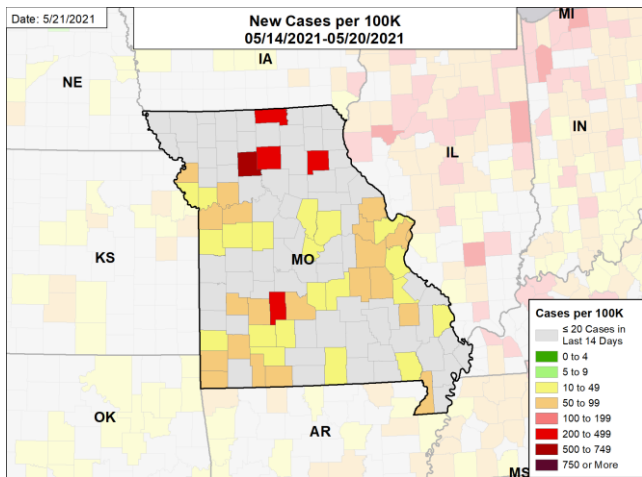 Date: 5/21/2021
New Cases per 100K
05/14/2021-05/20/2021
MI
IA
NE
IL
IN
KS
MO
OK
AR
MS
Cases per 100K
≤ 20 Cases in
Last 14 Days
0 to 4
5 to 9
10 to 49
50 to 99
100 to 199
200 to 499
500 to 749
750 or More